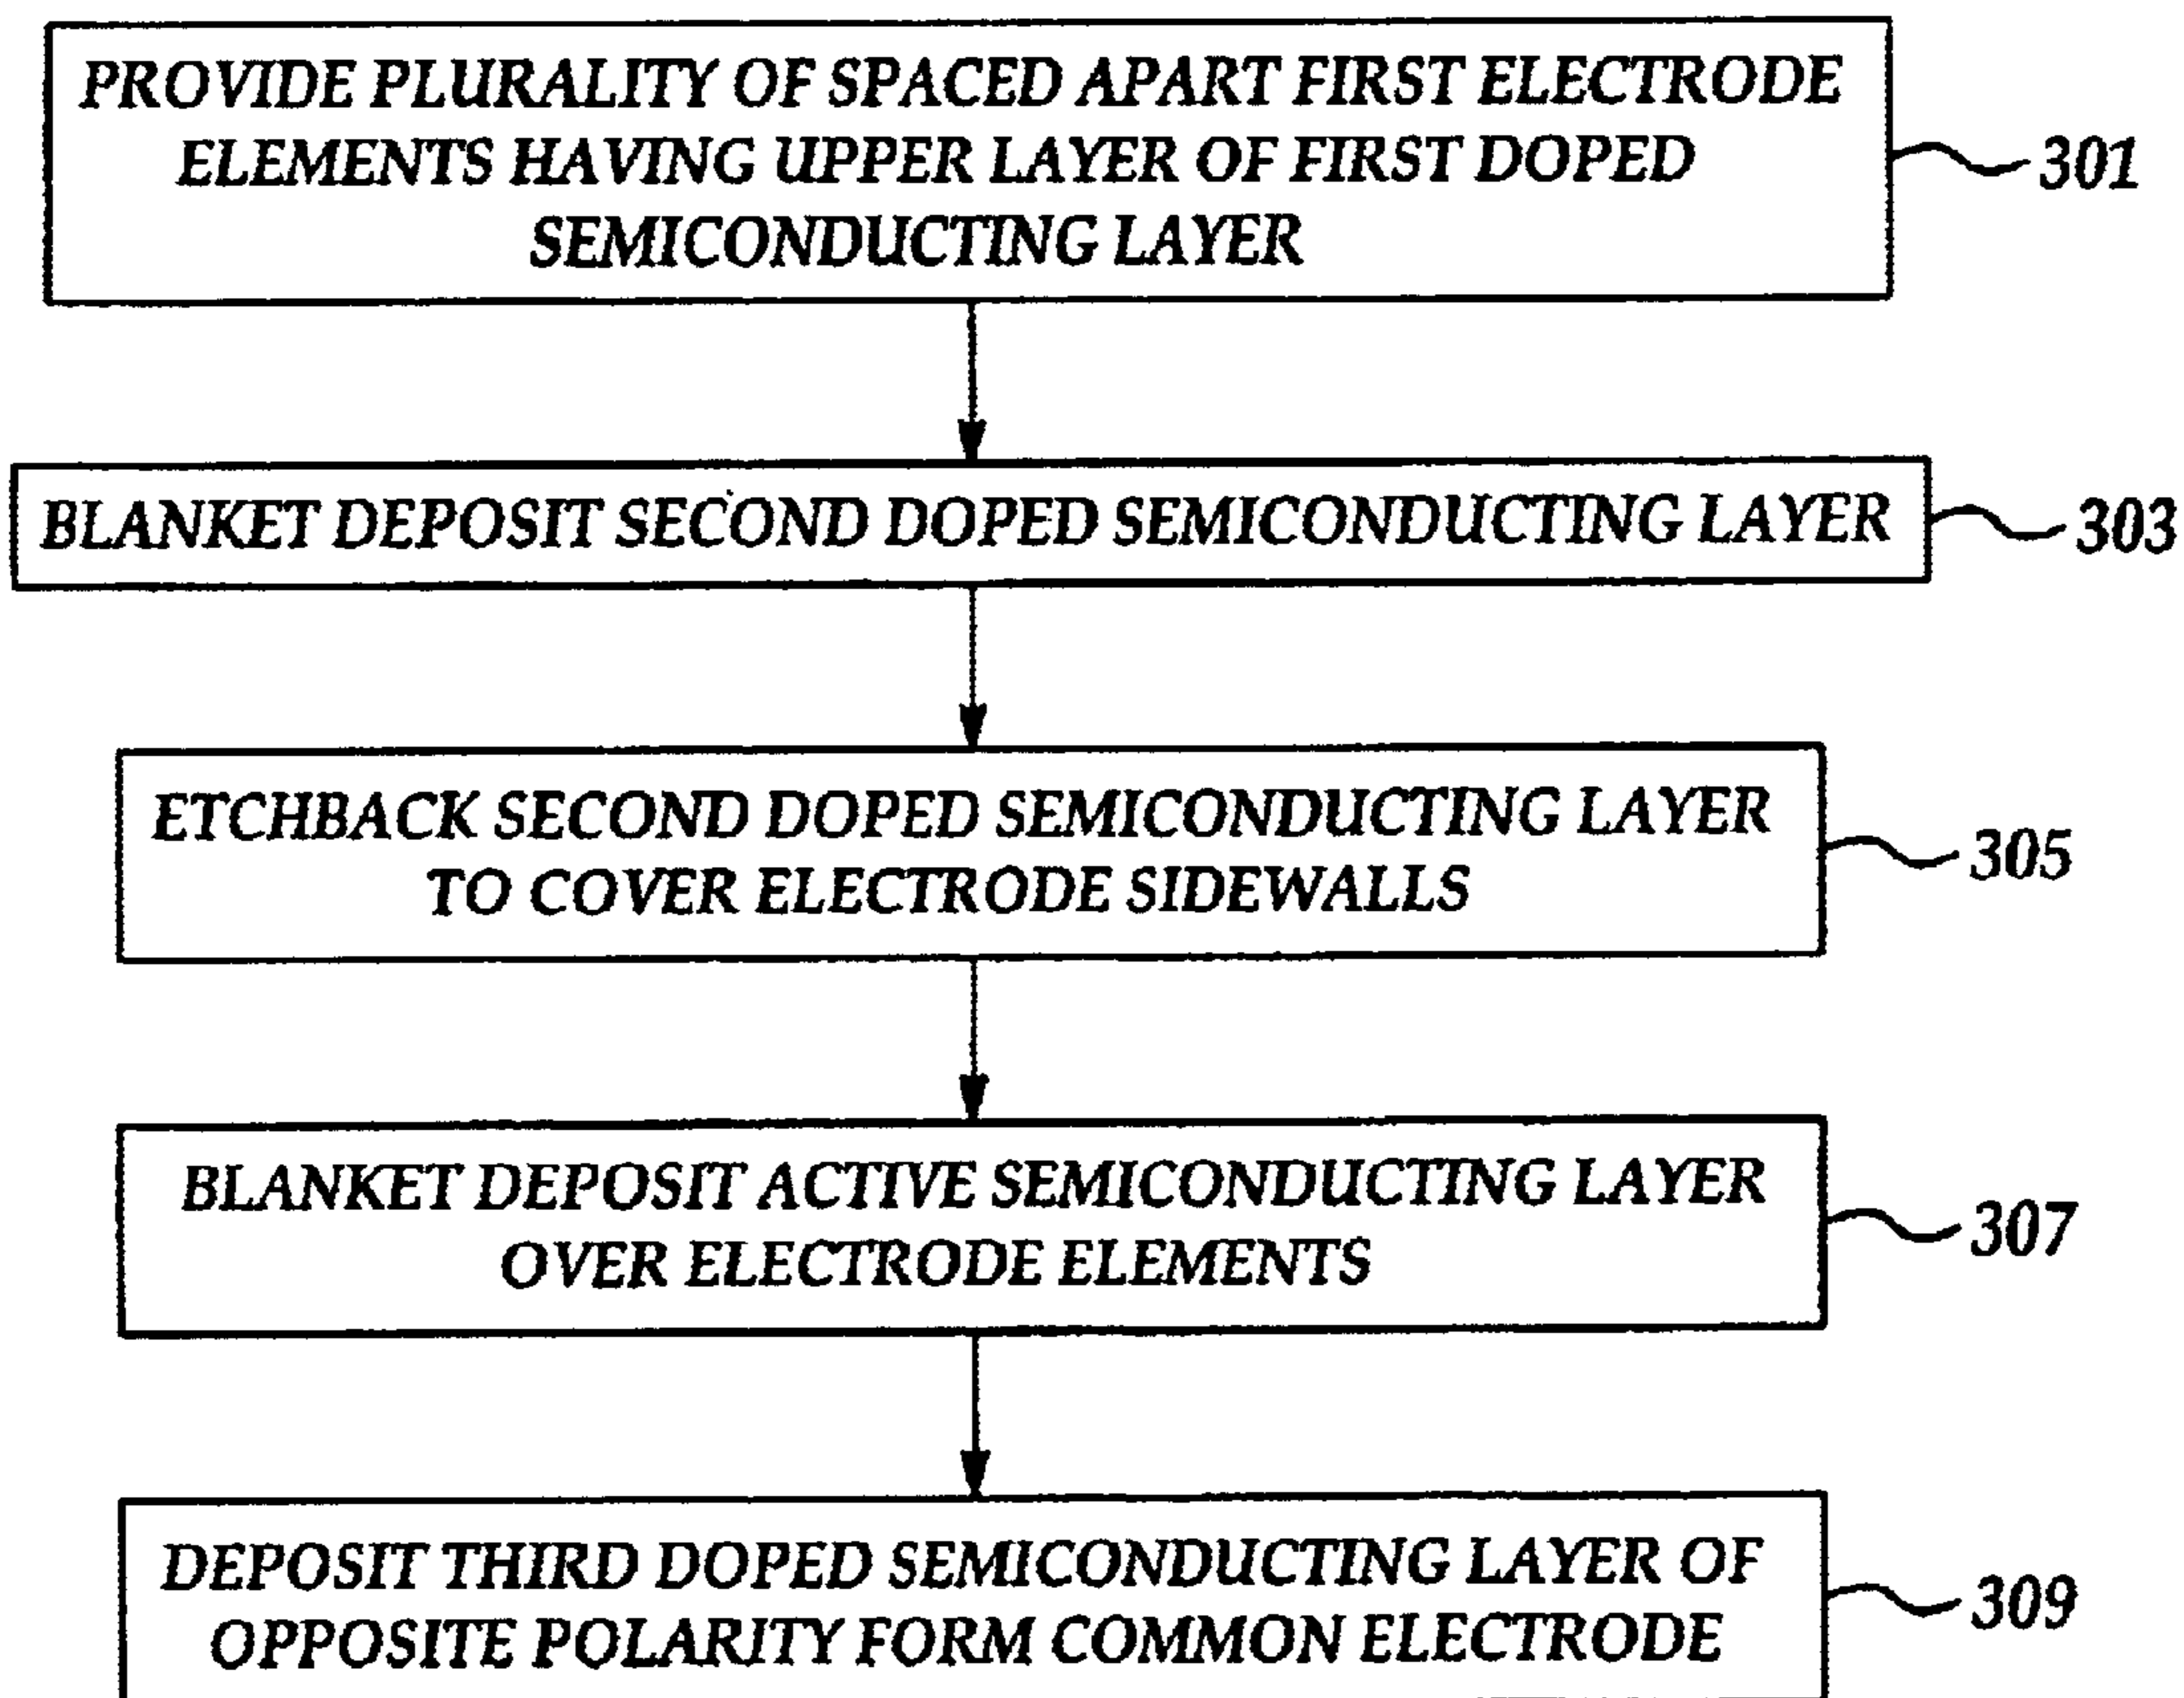 PROVIDE PLURALITY OF SPACED APART FIRST ELECTRODE
ELEMENTS HAVING UPPER LAYER OF FIRST DOPED
SEMICONDUCTING LAYER
301
BLANKET DEPOSIT SECOND DOPED SEMICONDUCTING LAYER
303
ETCHBACK SECOND DOPED SEMICONDUCTING LAYER
TO COVER ELECTRODE SIDEWALLS
305
BLANKET DEPOSIT ACTIVE SEMICONDUCTING LAYER
OVER ELECTRODE ELEMENTS
307
DEPOSIT THIRD DOPED SEMICONDUCTING LAYER OF
OPPOSITE POLARITY FORM COMMON ELECTRODE
309